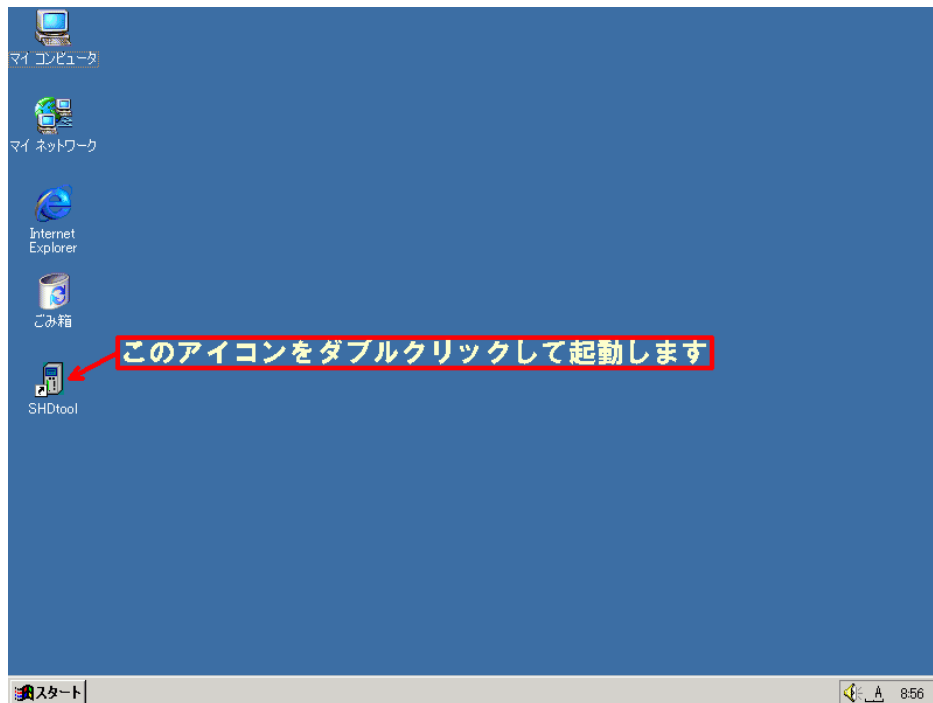 マイ コンピュータ
マイ ネットワーク
Internet
Explorer
ごみ箱
このアイコンをダブルクリックして起動します
SHDtool
スタート
A
8:56